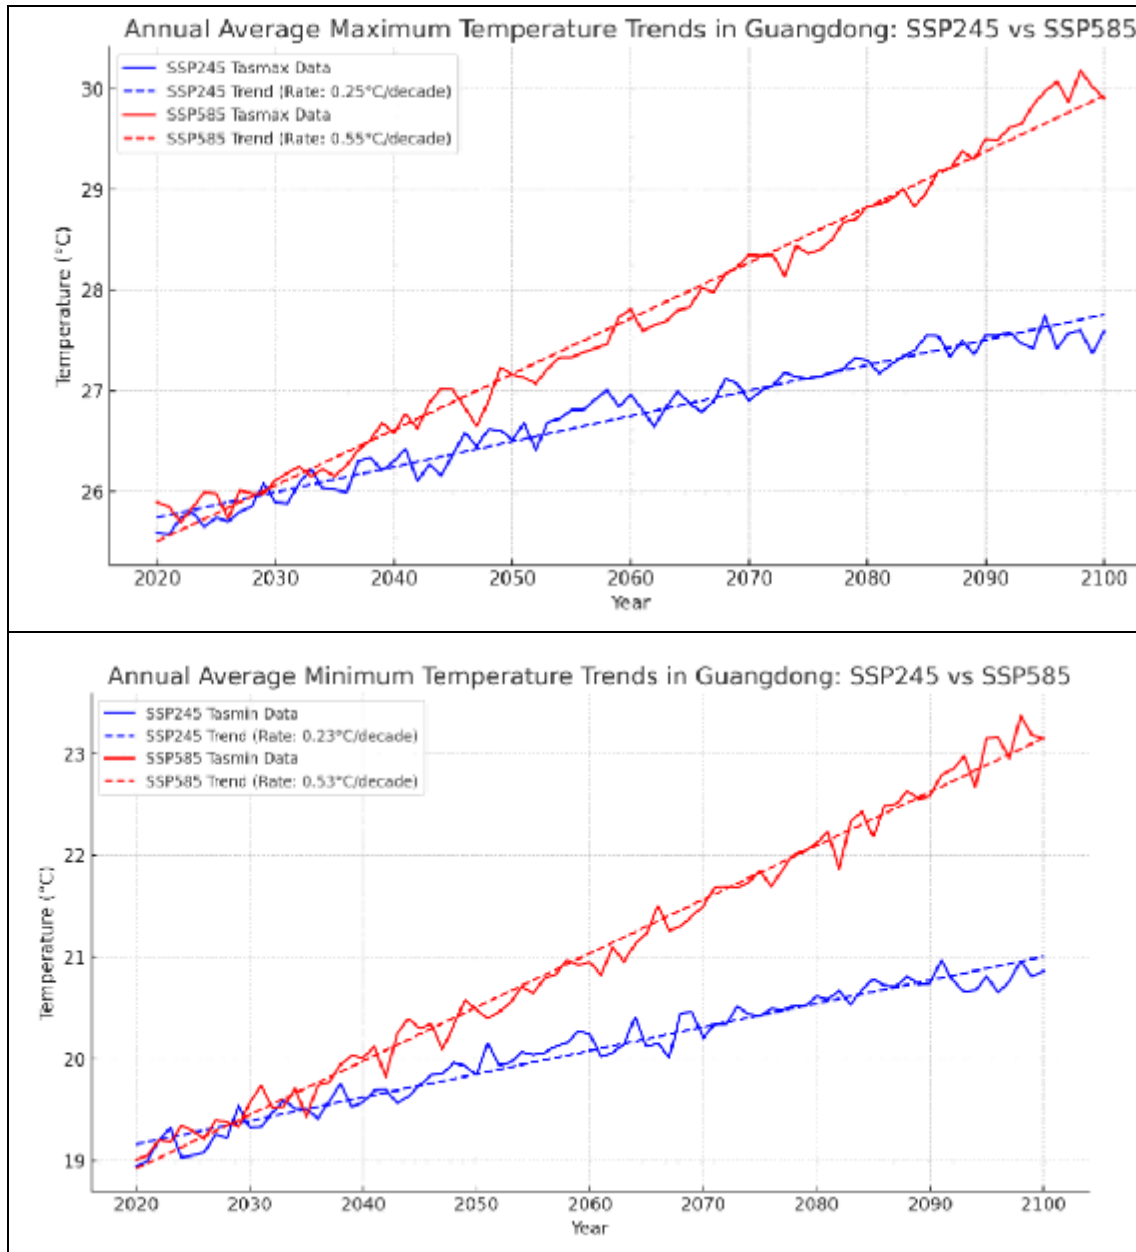 Annual Average Maximum Temperature Trends in Guangdong: SSP245 vs SSP585
SSP245 Tasmax Data
SSP245 Trend (Rate: 0.25°C/decade)
SSP585 Tasmax Data
SSP585 Trend (Rate: 0.55°C/decade)
Temperature (°C)
30
29
28
27
26
2020 2030 2040 2050 2060 2070 2080 2090 2100
Year
Annual Average Minimum Temperature Trends in Guangdong: SSP245 vs SSP585
SSP245 Tasmin Data
SSP245 Trend (Rate: 0.23°C/decade)
SSP585 Tasmin Data
SSP585 Trend (Rate: 0.53°C/decade)
Temperature (°C)
23
22
21
20
19
2020 2030 2040 2050 2060 2070 2080 2090 2100
Year